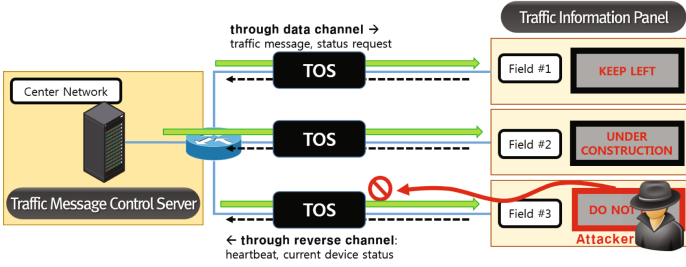 through data channel →
traffic message, status request
Traffic Information Panel
Center Network
TOS
Field #1
KEEP LEFT
TOS
Field #2
UNDER
CONSTRUCTION
Traffic Message Control Server
TOS
Field #3
DO NOT
Attacker
← through reverse channel:
heartbeat, current device status